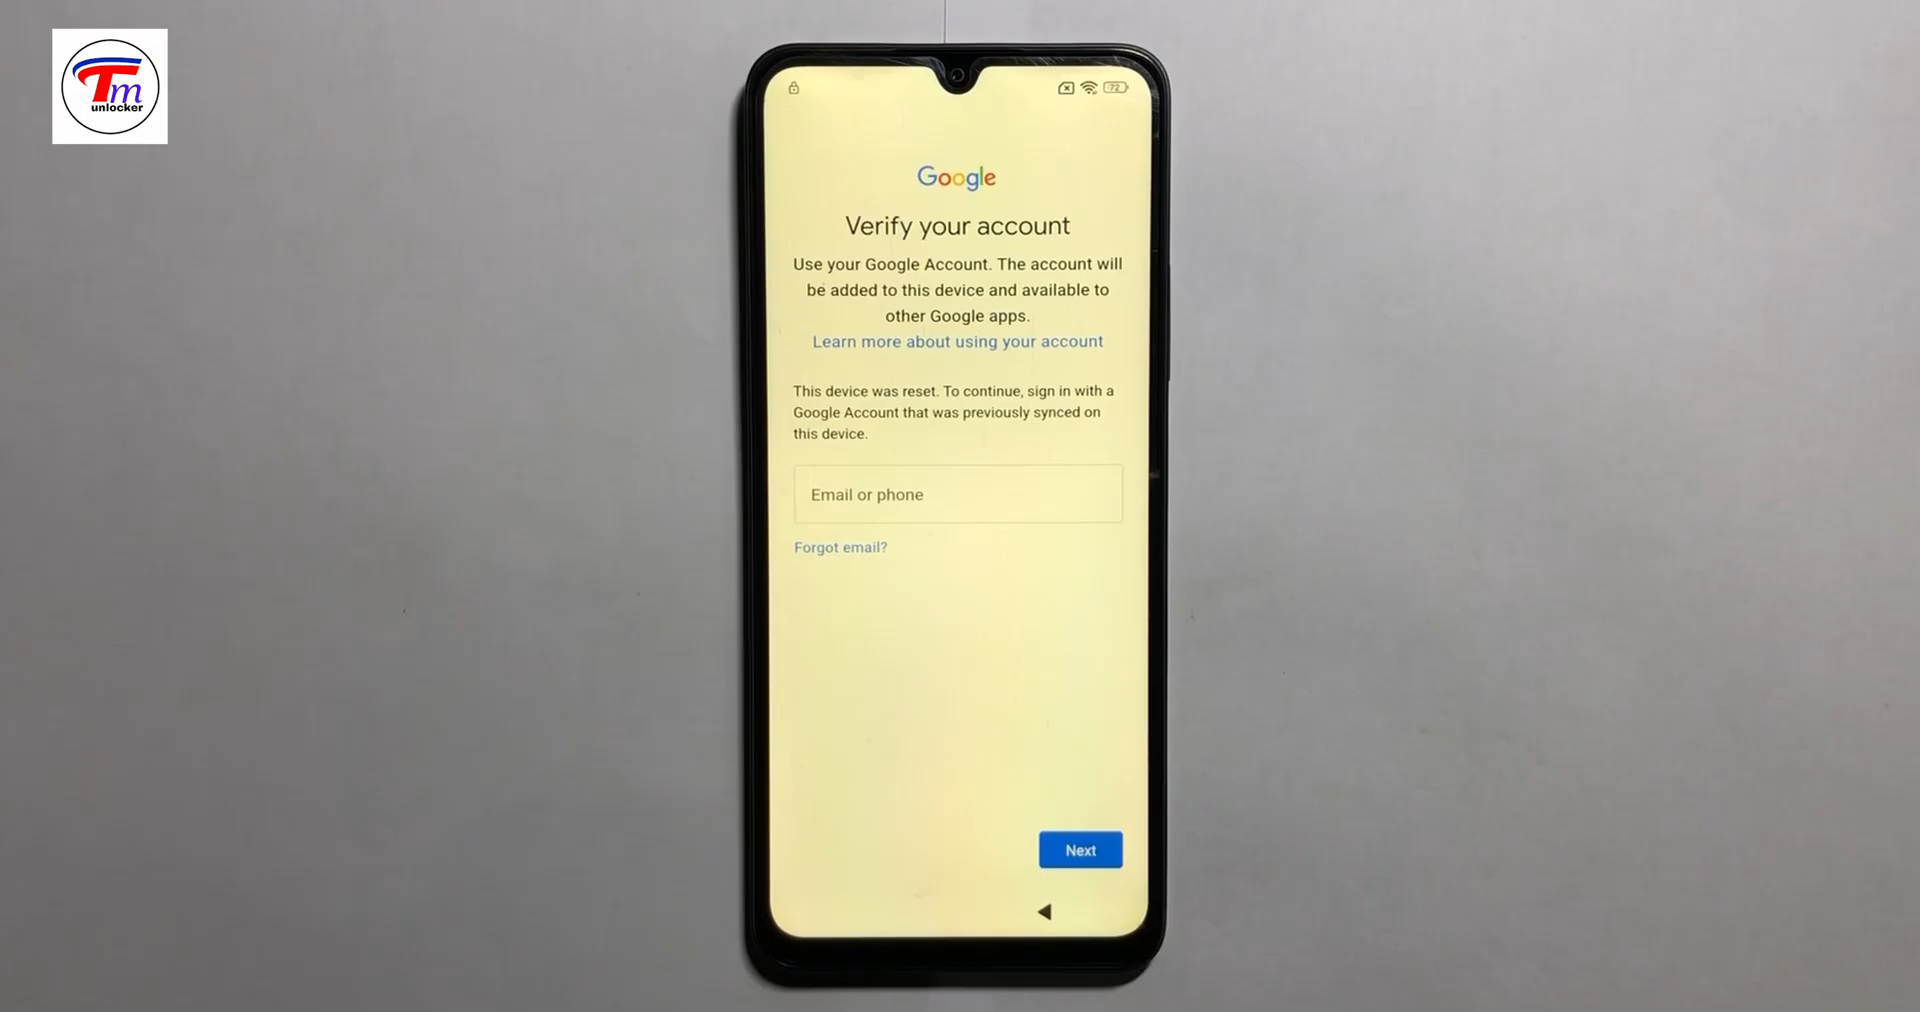 Tm
unlocker
72
Google
Verify your account
Use your Google Account. The account will
be added to this device and available to
other Google apps.
Learn more about using your account
This device was reset. To continue, sign in with a
Google Account that was previously synced on
this device.
Email or phone
Forgot email?
Next